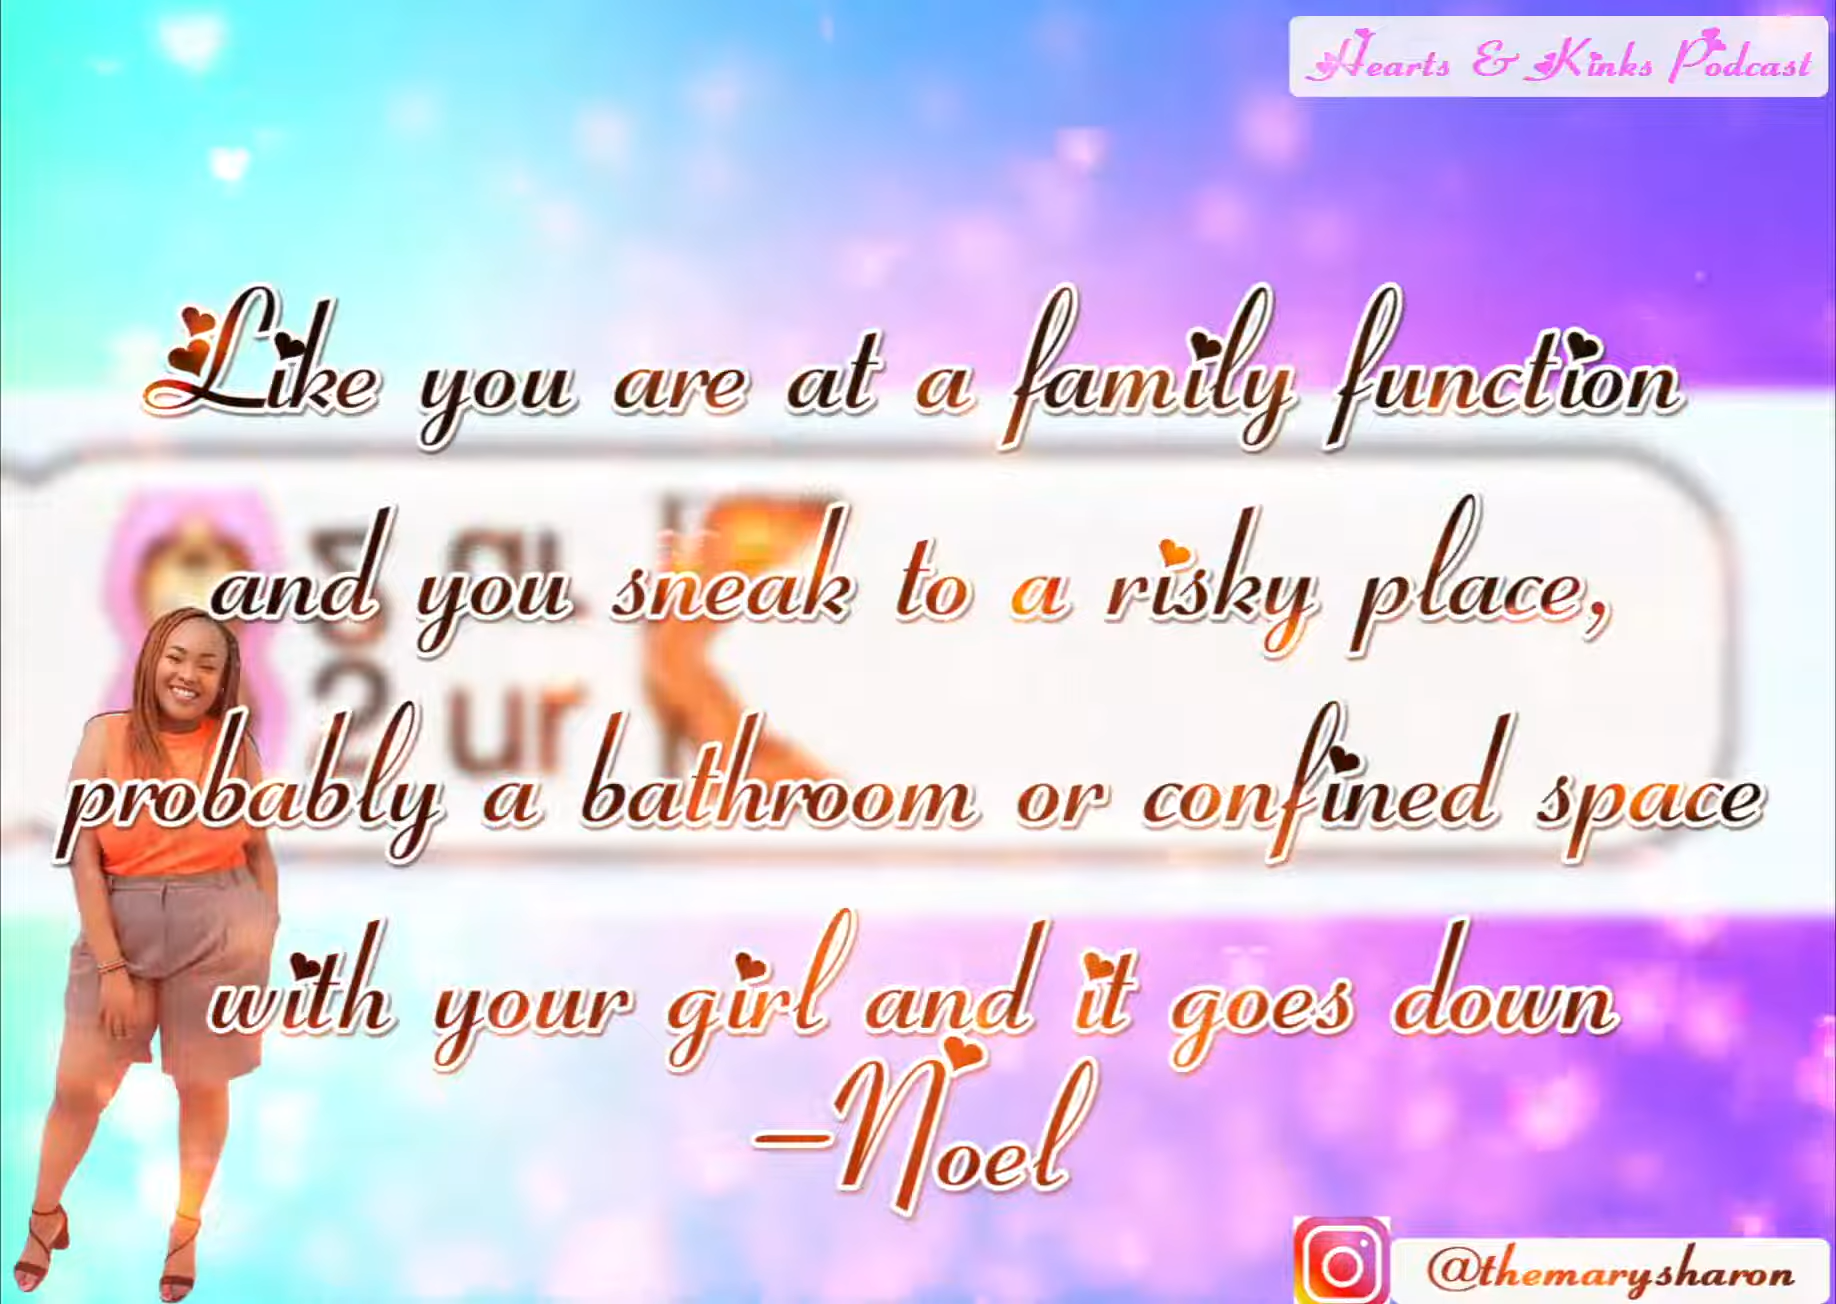 Hearts & Kinks Podcast
Like you are at a family function
and you sneak to a risky place,
probably a bathroom or confined space
with your girl and it goes down
–Noel
@themarysharon